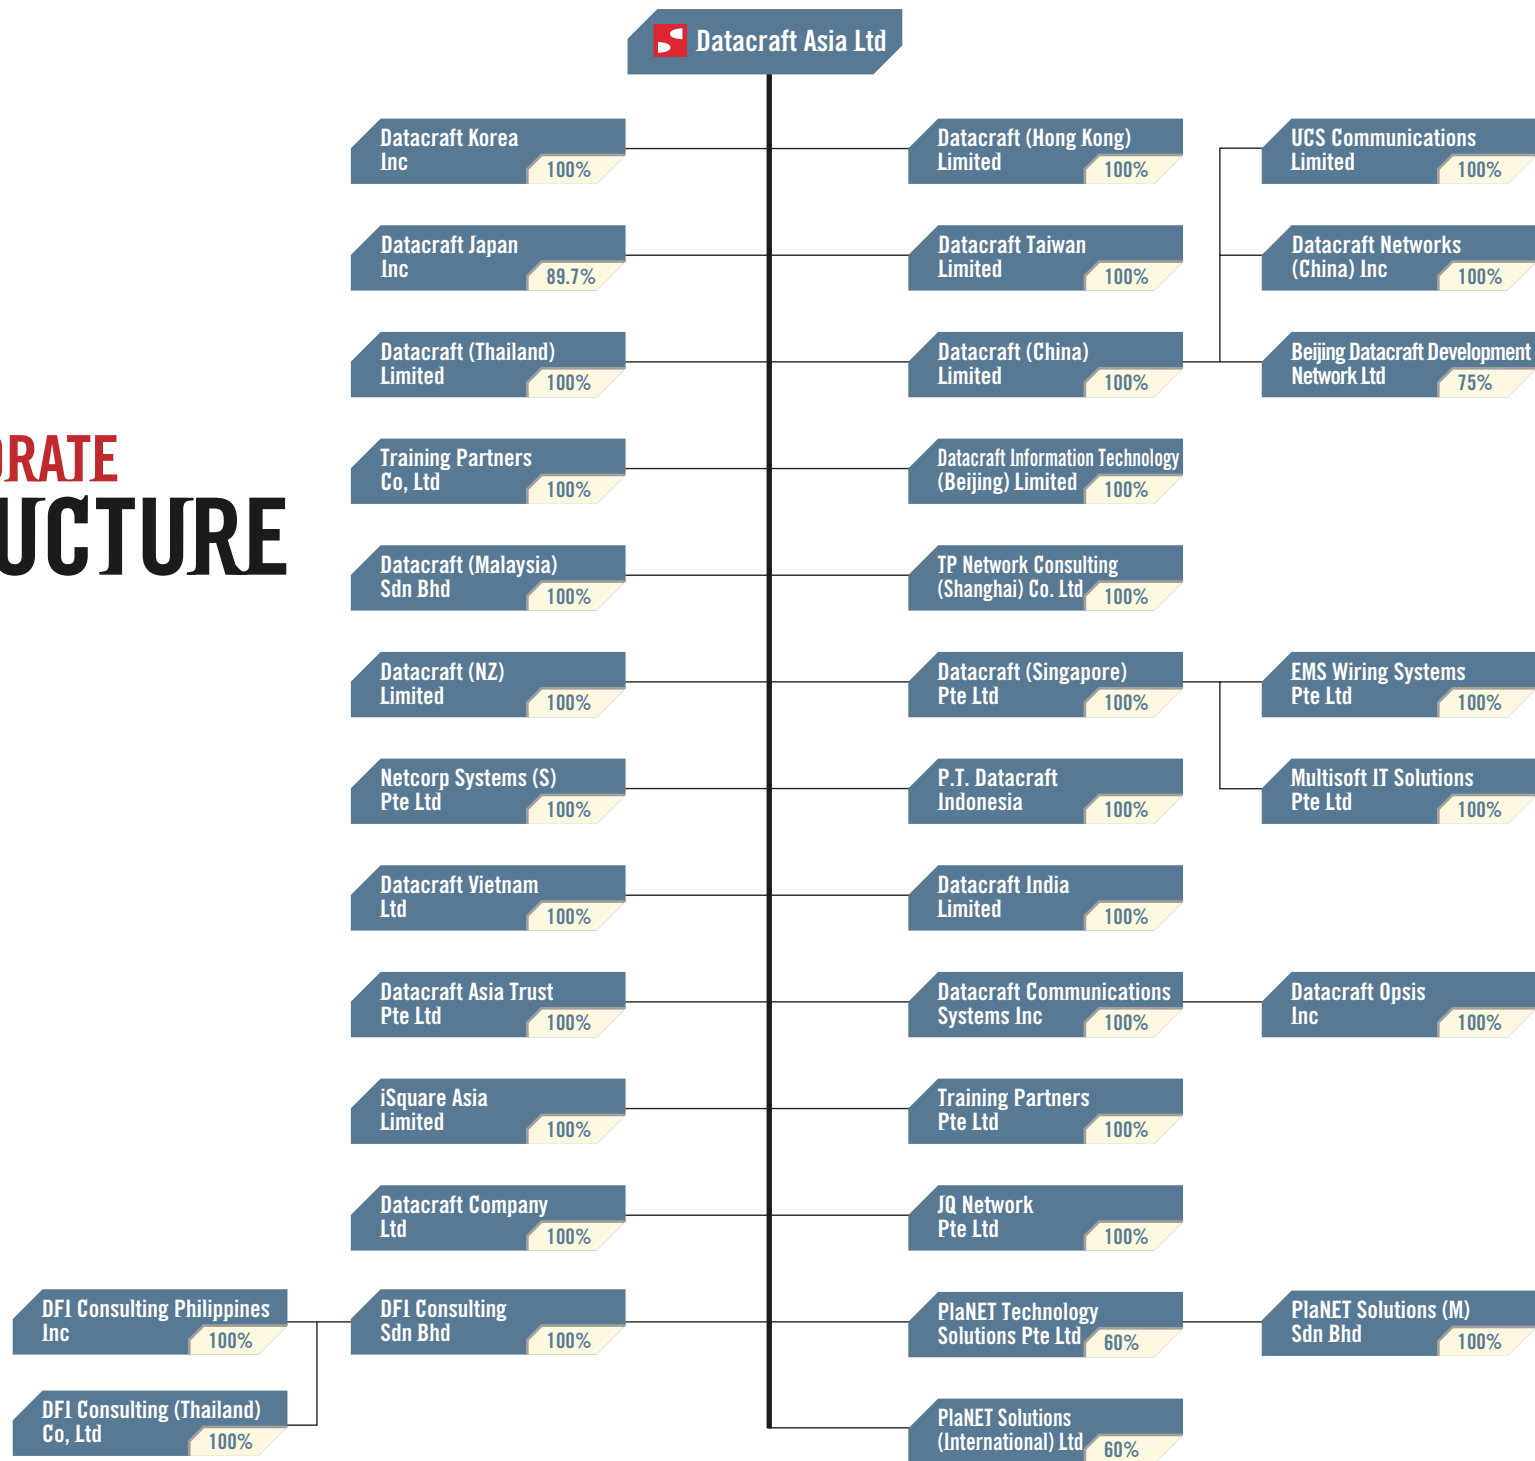 Datacraft Asia Ltd
Datacraft Korea
Inc
100%
Datacraft (Hong Kong)
Limited
100%
UCS Communications
Limited
100%
Datacraft Japan
Inc
89.7%
Datacraft Taiwan
Limited
100%
Datacraft Networks
(China) Inc
100%
Datacraft (Thailand)
Limited
100%
Datacraft (China)
Limited
100%
Beijing Datacraft Development
Network Ltd
75%
ORATE
UCTURE
Training Partners
Co, Ltd
100%
Datacraft Information Technology
(Beijing) Limited
100%
Datacraft (Malaysia)
Sdn Bhd
100%
TP Network Consulting
(Shanghai) Co. Ltd
100%
Datacraft (NZ)
Limited
100%
Datacraft (Singapore)
Pte Ltd
100%
EMS Wiring Systems
Pte Ltd
100%
Netcorp Systems (S)
Pte Ltd
100%
P.T. Datacraft
Indonesia
100%
Multisoft IT Solutions
Pte Ltd
100%
Datacraft Vietnam
Ltd
100%
Datacraft India
Limited
100%
Datacraft Asia Trust
Pte Ltd
100%
Datacraft Communications
Systems Inc
100%
Datacraft Opsis
Inc
100%
iSquare Asia
Limited
100%
Training Partners
Pte Ltd
100%
Datacraft Company
Ltd
100%
JQ Network
Pte Ltd
100%
DFI Consulting Philippines
Inc
100%
DFI Consulting
Sdn Bhd
100%
PlaNET Technology
Solutions Pte Ltd
60%
PlaNET Solutions (M)
Sdn Bhd
100%
DFI Consulting (Thailand)
Co, Ltd
100%
PlaNET Solutions
(International) Ltd
60%